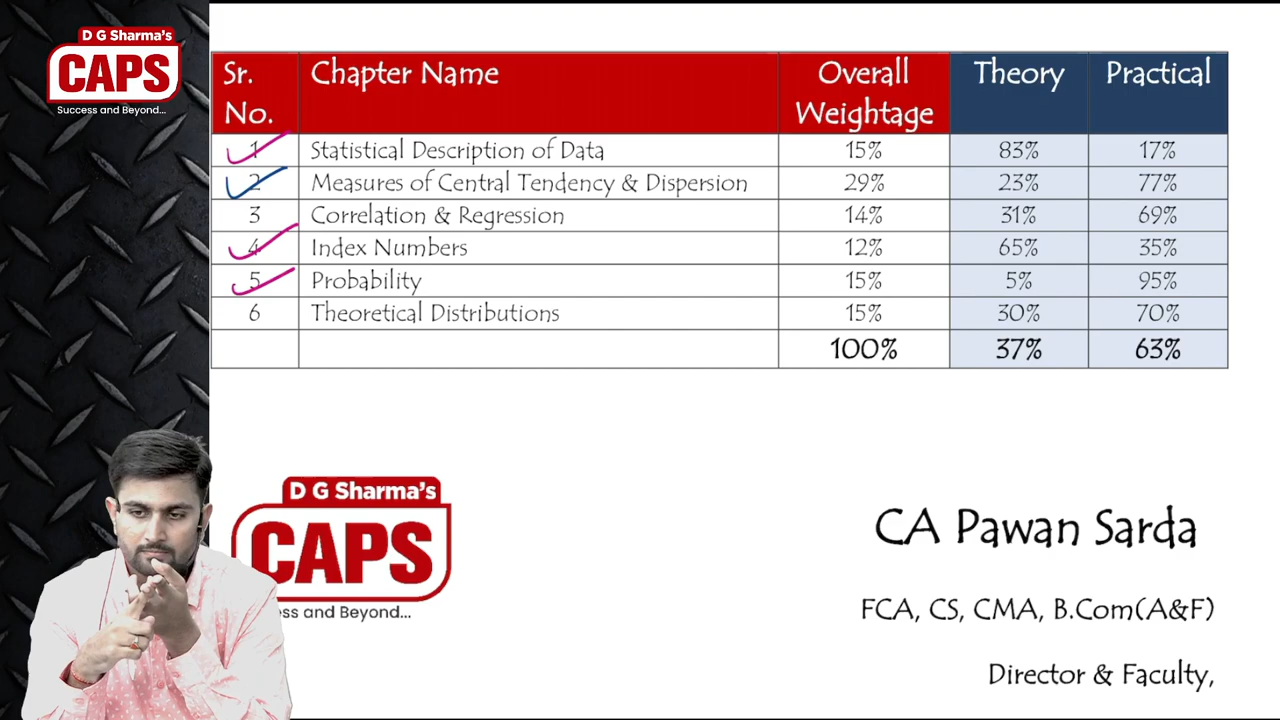 D G Sharma's
CAPS
Success and Beyond...
Sr. No. Chapter Name Overall Weightage Theory Practical
1 Statistical Description of Data 15% 83% 17%
2 Measures of Central Tendency & Dispersion 29% 23% 77%
3 Correlation & Regression 14% 31% 69%
4 Index Numbers 12% 65% 35%
5 Probability 15% 5% 95%
6 Theoretical Distributions 15% 30% 70%
100% 37% 63%
D G Sharma's
CAPS
ess and Beyond...
CA Pawan Sarda
FCA, CS, CMA, B.Com(A&F)
Director & Faculty,